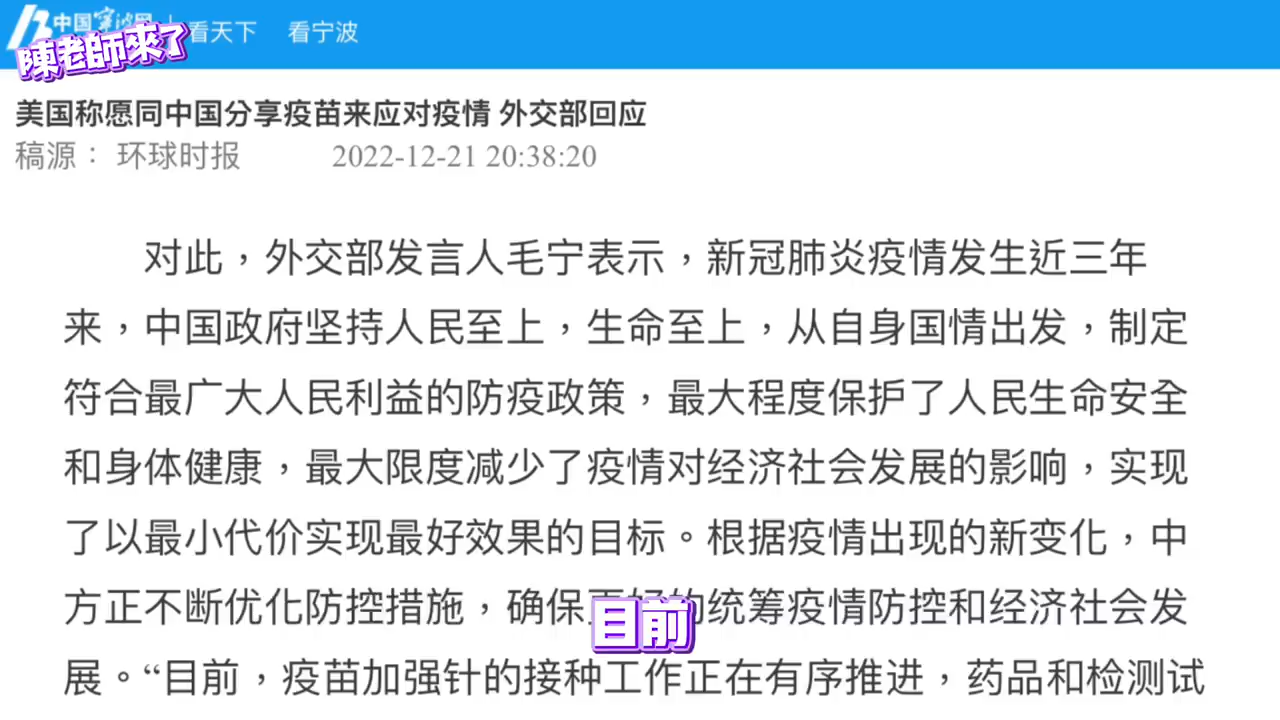 中国宁波网 看天下 看宁波
陳老師來了
美国称愿同中国分享疫苗来应对疫情 外交部回应
稿源： 环球时报 2022-12-21 20:38:20
对此，外交部发言人毛宁表示，新冠肺炎疫情发生近三年
来，中国政府坚持人民至上，生命至上，从自身国情出发，制定
符合最广大人民利益的防疫政策，最大程度保护了人民生命安全
和身体健康，最大限度减少了疫情对经济社会发展的影响，实现
了以最小代价实现最好效果的目标。根据疫情出现的新变化，中
方正不断优化防控措施，确保更好的统筹疫情防控和经济社会发
目前
展。“目前，疫苗加强针的接种工作正在有序推进，药品和检测试